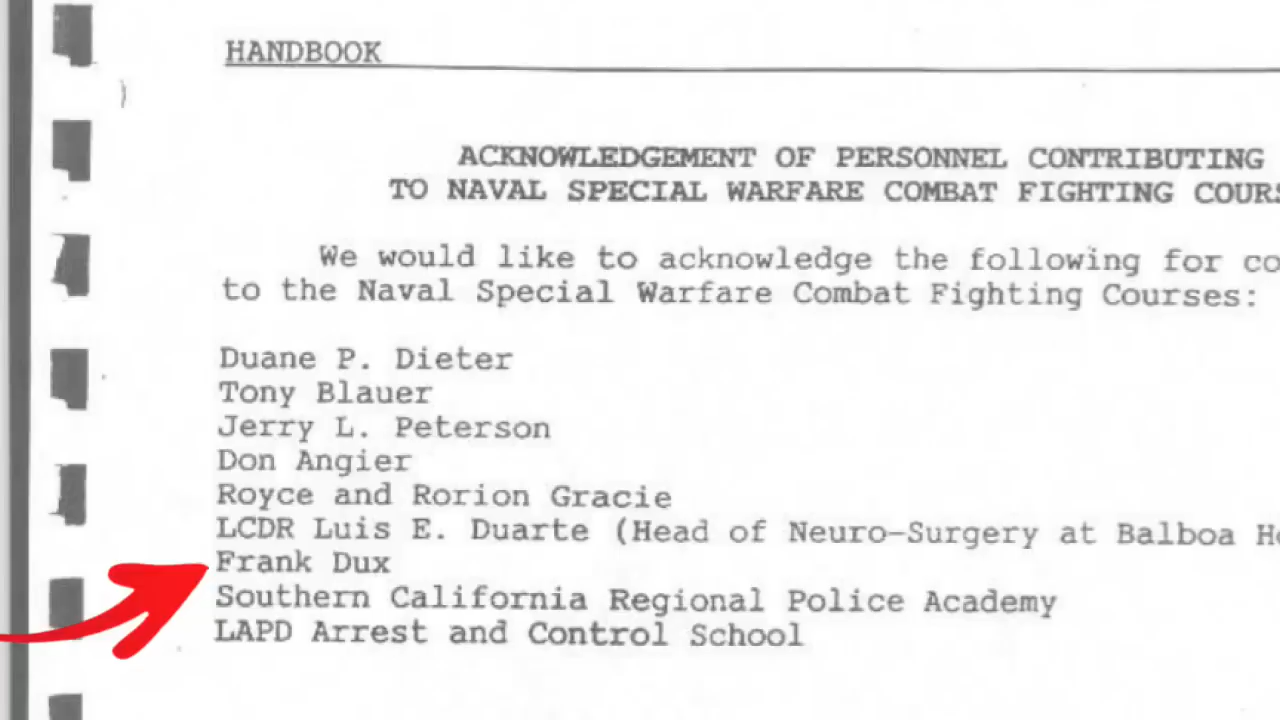 HANDBOOK
ACKNOWLEDGEMENT OF PERSONNEL CONTRIBUTING
TO NAVAL SPECIAL WARFARE COMBAT FIGHTING
We would like to acknowledge the following for
to the Naval Special Warfare Combat Fighting Courses:
Duane P. Dieter
Tony Blauer
Jerry L. Peterson
Don Angier
Royce and Rorion Gracie
LCDR Luis E. Duarte (Head of Neuro-Surgery at Balboa
Frank Dux
Southern California Regional Police Academy
LAPD Arrest and Control School